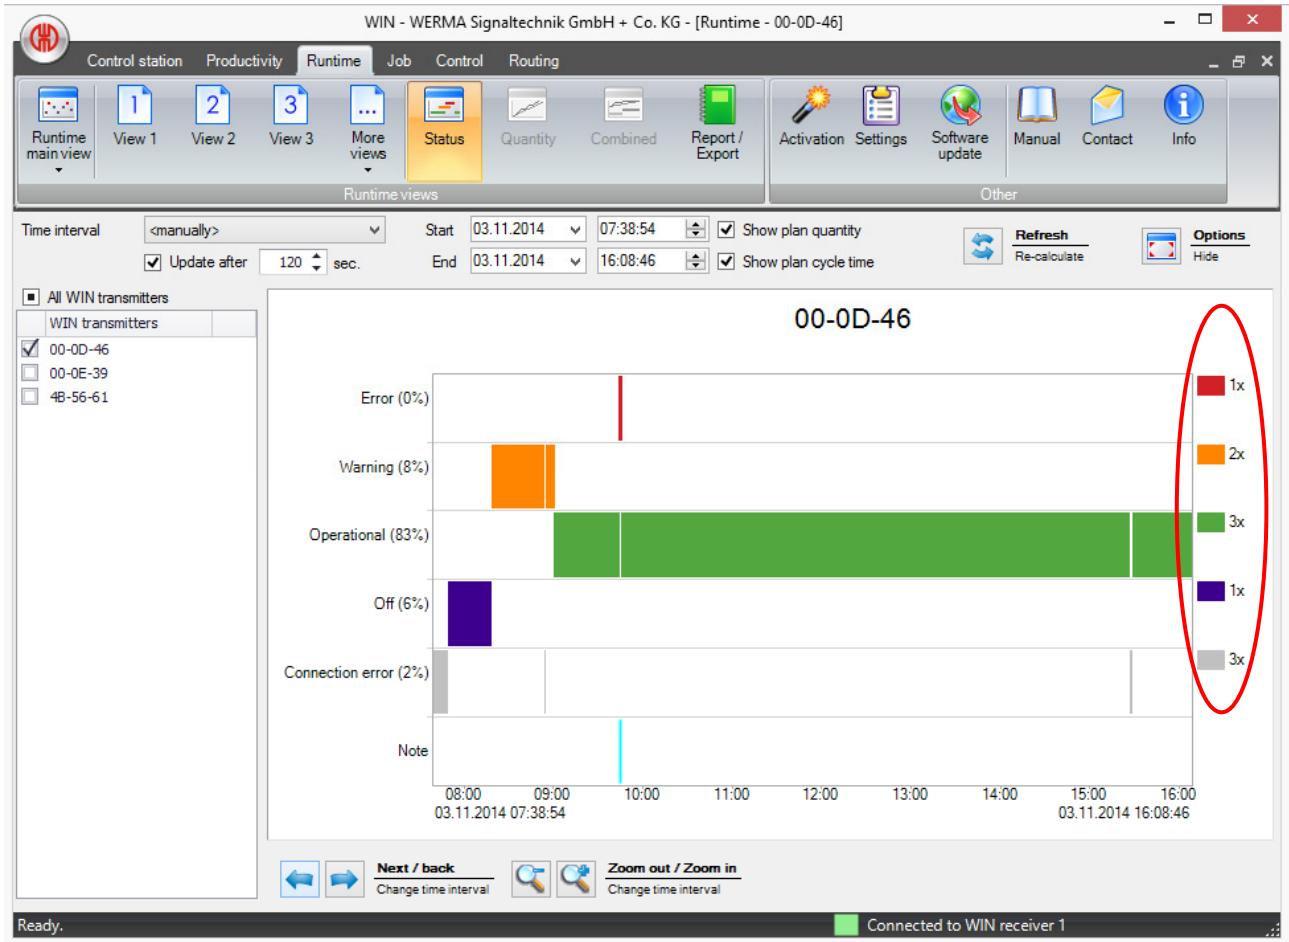 WIN - WERMA Signaltechnik GmbH + Co. KG - [Runtime - 00-0D-46]
Control station Productivity Runtime Job Control Routing
1 2 3 ...
Runtime main view View 1 View 2 View 3 More views Status Quantity Combined Report / Export Activation Settings Software update Manual Contact Info
Runtime views Other
Time interval <manually> Start 03.11.2014 07:38:54 Show plan quantity Refresh Options
Update after 120 sec. End 03.11.2014 16:08:46 Show plan cycle time Re-calculate Hide
All WIN transmitters
WIN transmitters
00-0D-46
00-0E-39
4B-56-61
00-0D-46
Error (0%) 1x
Warning (8%) 2x
Operational (83%) 3x
Off (6%) 1x
Connection error (2%) 3x
Note
08:00 09:00 10:00 11:00 12:00 13:00 14:00 15:00 16:00
03.11.2014 07:38:54 03.11.2014 16:08:46
Next / back Zoom out / Zoom in
Change time interval Change time interval
Ready. Connected to WIN receiver 1